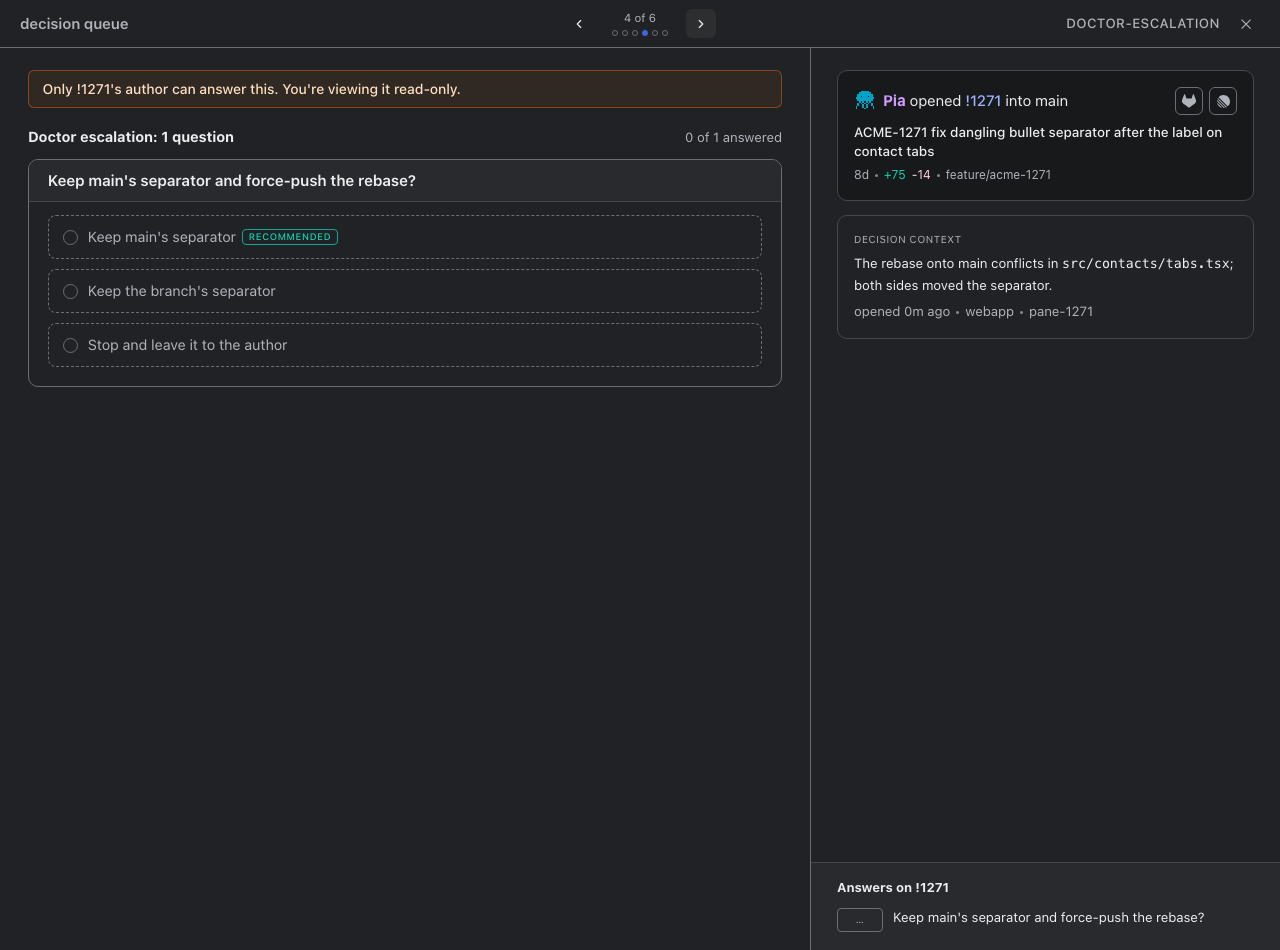 decision queue
4 of 6
DOCTOR-ESCALATION
Only !1271's author can answer this. You're viewing it read-only.
Doctor escalation: 1 question
0 of 1 answered
Keep main's separator and force-push the rebase?
Keep main's separator RECOMMENDED
Keep the branch's separator
Stop and leave it to the author
Pia opened !1271 into main
ACME-1271 fix dangling bullet separator after the label on
contact tabs
8d • +75 -14 • feature/acme-1271
DECISION CONTEXT
The rebase onto main conflicts in src/contacts/tabs.tsx;
both sides moved the separator.
opened 0m ago • webapp • pane-1271
Answers on !1271
... Keep main's separator and force-push the rebase?